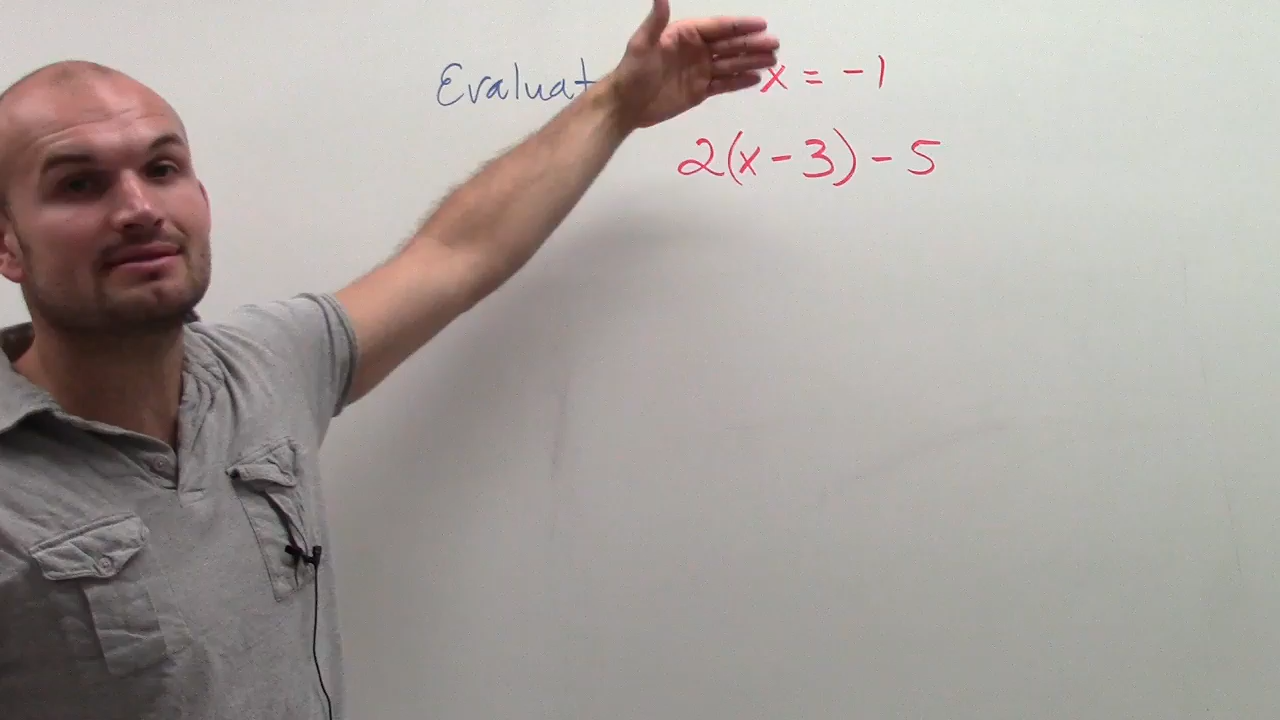 Evaluat x = -1
2(x - 3) - 5